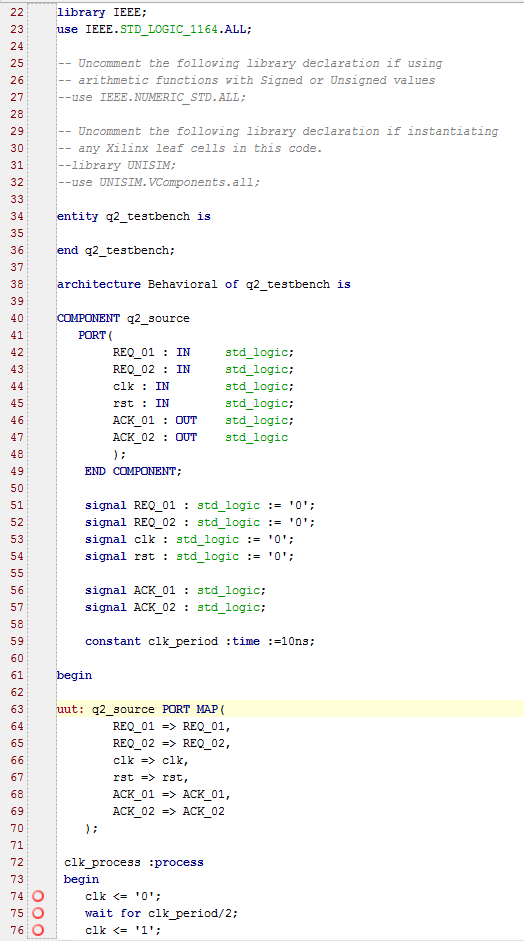 22 library IEEE;
23 use IEEE.STD_LOGIC_1164.ALL;
24
25 -- Uncomment the following library declaration if using
26 -- arithmetic functions with Signed or Unsigned values
27 --use IEEE.NUMERIC_STD.ALL;
28
29 -- Uncomment the following library declaration if instantiating
30 -- any Xilinx leaf cells in this code.
31 --library UNISIM;
32 --use UNISIM.VComponents.all;
33
34 entity q2_testbench is
35
36 end q2_testbench;
37
38 architecture Behavioral of q2_testbench is
39
40 COMPONENT q2_source
41 PORT(
42 REQ_01 : IN std_logic;
43 REQ_02 : IN std_logic;
44 clk : IN std_logic;
45 rst : IN std_logic;
46 ACK_01 : OUT std_logic;
47 ACK_02 : OUT std_logic
48 );
49 END COMPONENT;
50
51 signal REQ_01 : std_logic := '0';
52 signal REQ_02 : std_logic := '0';
53 signal clk : std_logic := '0';
54 signal rst : std_logic := '0';
55
56 signal ACK_01 : std_logic;
57 signal ACK_02 : std_logic;
58
59 constant clk_period :time :=10ns;
60
61 begin
62
63 uut: q2_source PORT MAP(
64 REQ_01 => REQ_01,
65 REQ_02 => REQ_02,
66 clk => clk,
67 rst => rst,
68 ACK_01 => ACK_01,
69 ACK_02 => ACK_02
70 );
71
72 clk_process :process
73 begin
74 clk <= '0';
75 wait for clk_period/2;
76 clk <= '1';